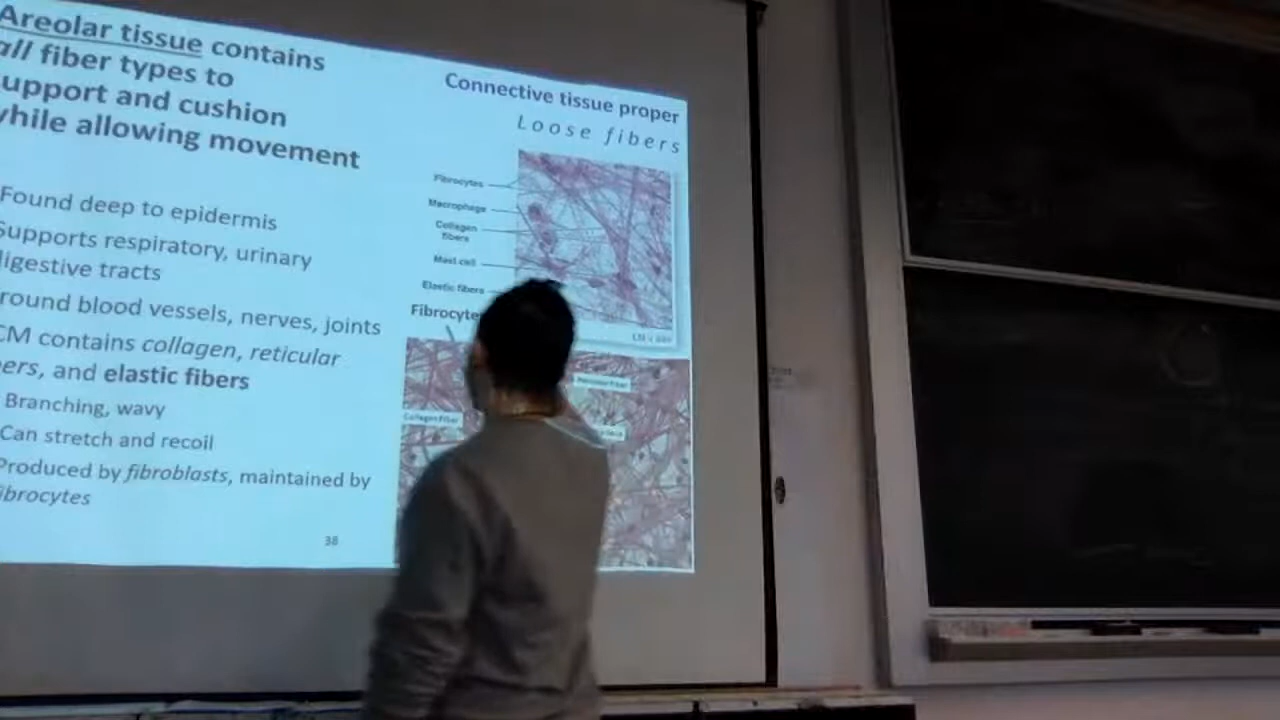 Areolar tissue contains
all fiber types to
upport and cushion
while allowing movement
Found deep to epidermis
Supports respiratory, urinary
igestive tracts
round blood vessels, nerves, joints
CM contains collagen, reticular
ers, and elastic fibers
Branching, wavy
Can stretch and recoil
Produced by fibroblasts, maintained by
ibrocytes
38
Connective tissue proper
Loose fibers
Fibrocytes
Macrophage
Collagen
fibers
Mast cell
Elastic fibers
Fibrocyte
Collagen Fiber